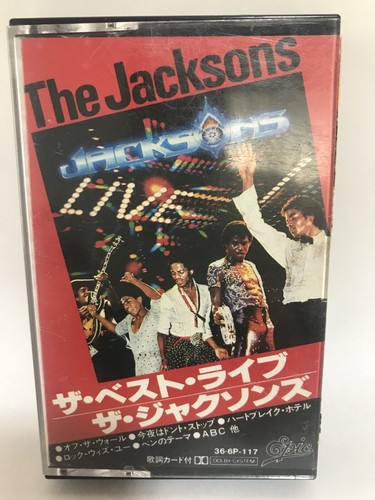 The Jacksons
JACKSONS
LIVE
ザ・ベスト・ライブ
ザ・ジャクソンズ
●オフ・ザ・ウォール●今夜はドント・ストップ●ハートブレイク・ホテル
●ロック・ウィズ・ユー●ベンのテーマ●ABC 他
36・6P-117
歌詞カード付 DOLBY SYSTEM
Epic